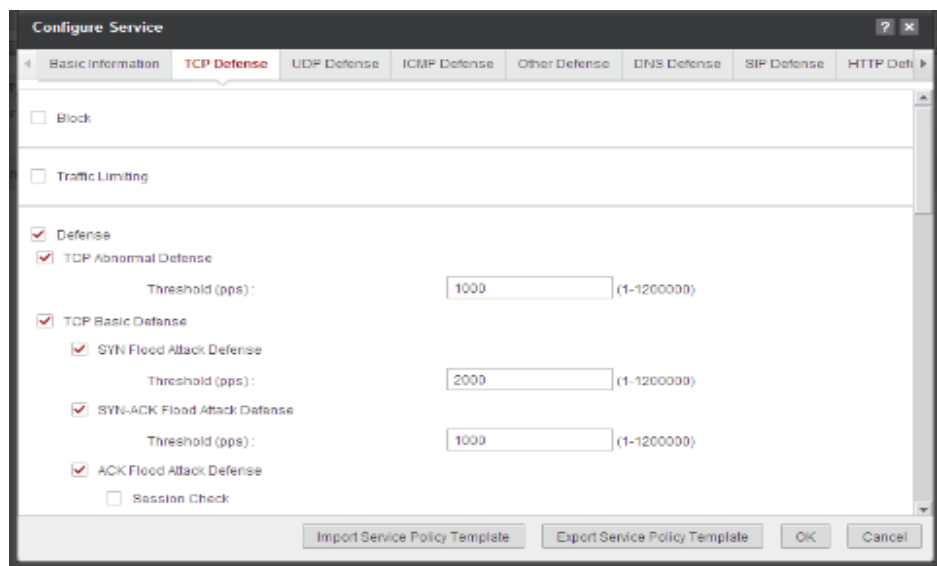 Configure Service
Basic Information TCP Defense UDP Defense ICMP Defense Other Defense DNS Defense SIP Defense HTTP Def
Block
Traffic Limiting
Defense
TCP Abnormal Defense
Threshold (pps) : 1000 (1-1200000)
TCP Basic Defense
SYN Flood Attack Defense
Threshold (pps) : 2000 (1-1200000)
SYN-ACK Flood Attack Defense
Threshold (pps) : 1000 (1-1200000)
ACK Flood Attack Defense
Session Check
Import Service Policy Template Export Service Policy Template OK Cancel